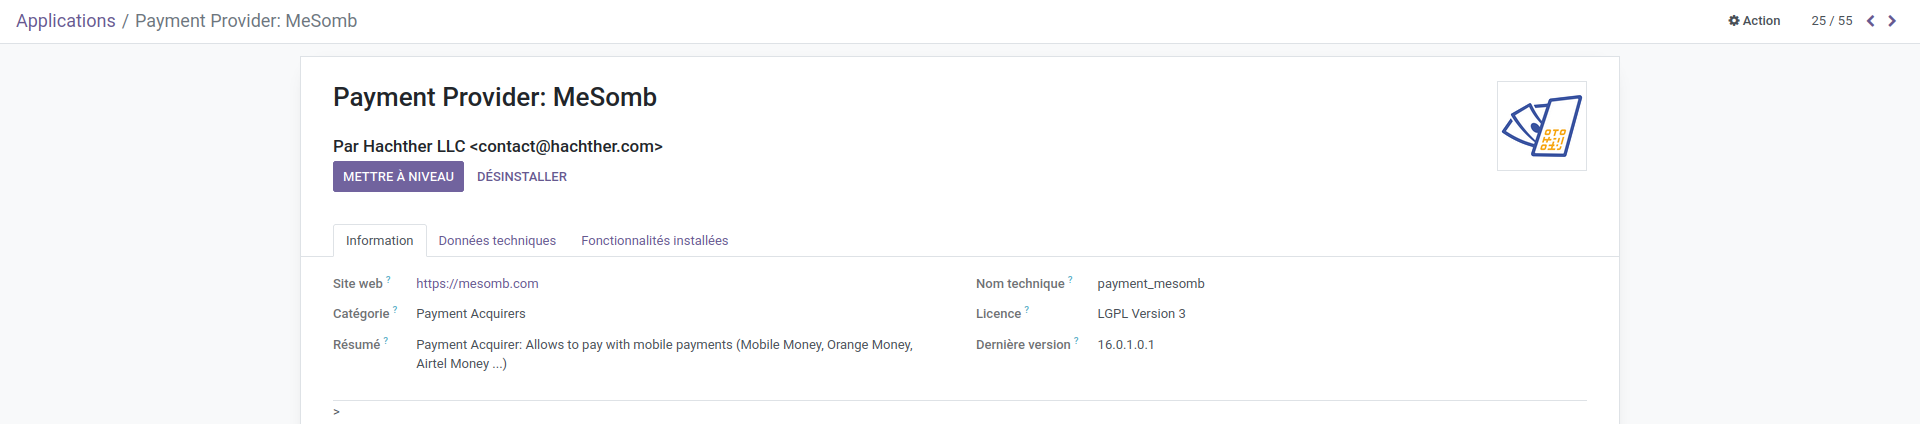 Applications / Payment Provider: MeSomb
Action 25 / 55
Payment Provider: MeSomb
Par Hachther LLC <contact@hachther.com>
METTRE À NIVEAU DÉSINSTALLER
Information Données techniques Fonctionnalités installées
Site web ? https://mesomb.com
Nom technique ? payment_mesomb
Catégorie ? Payment Acquirers
Licence ? LGPL Version 3
Résumé ? Payment Acquirer: Allows to pay with mobile payments (Mobile Money, Orange Money,
Airtel Money ...)
Dernière version ? 16.0.1.0.1
>